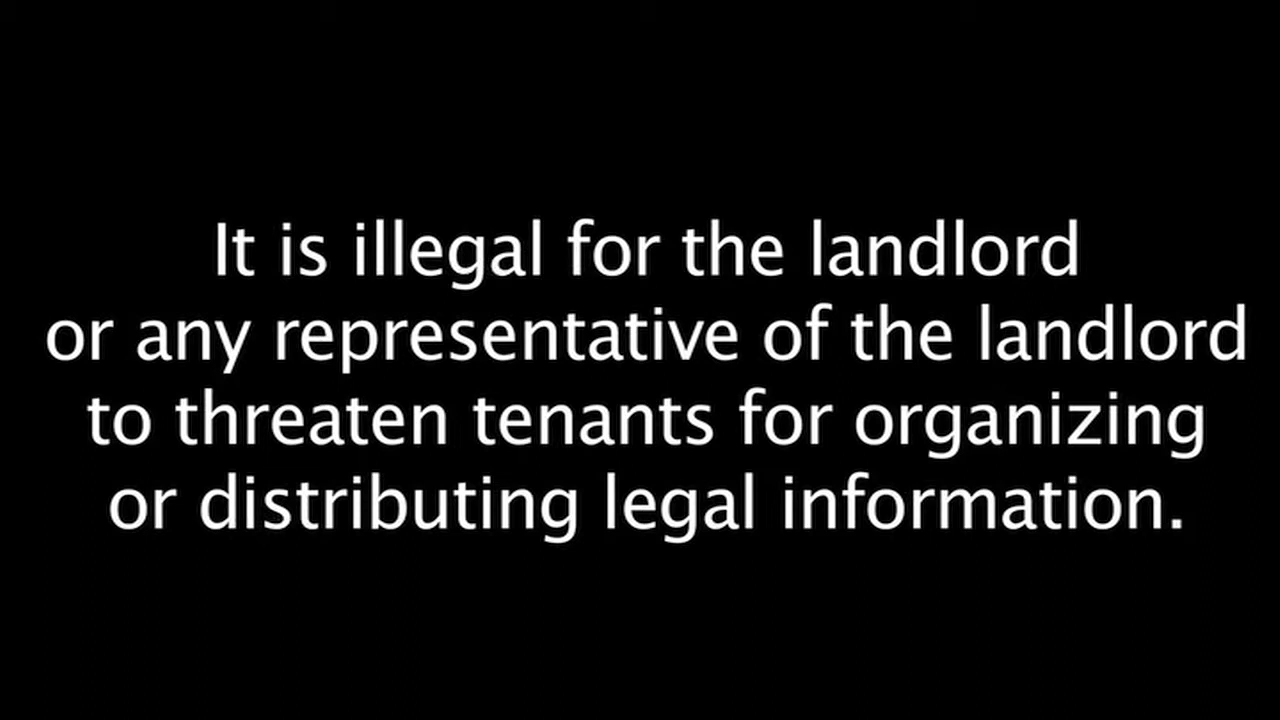 It is illegal for the landlord
or any representative of the landlord
to threaten tenants for organizing
or distributing legal information.